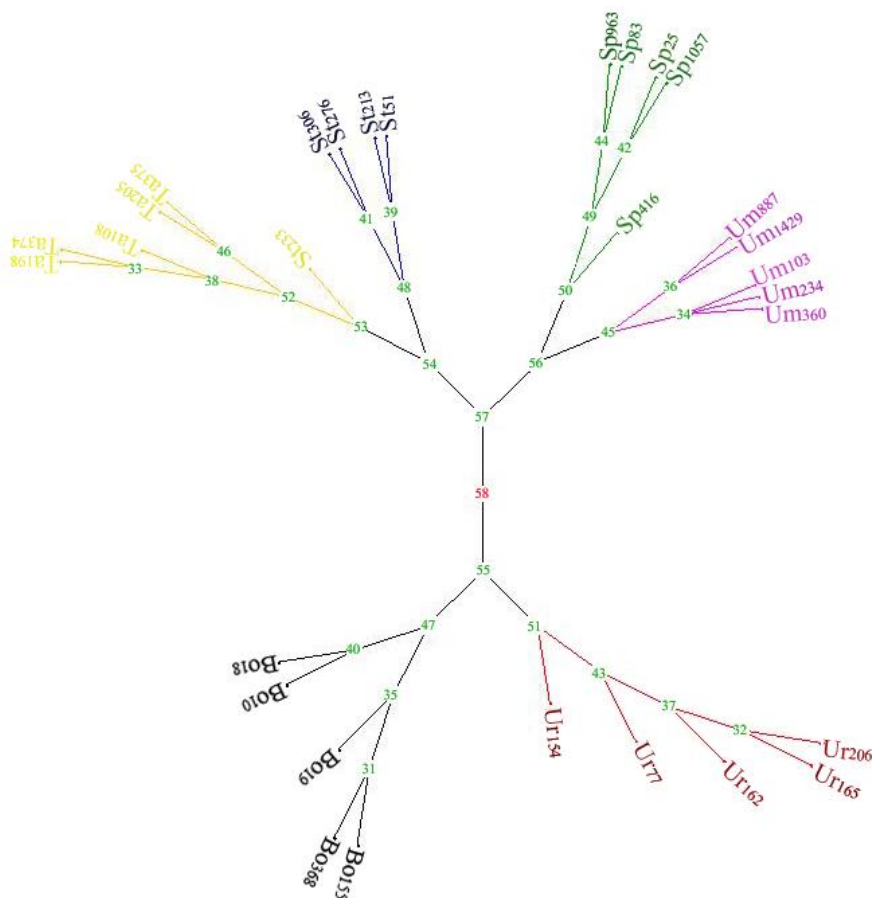 Sp963
Sp83
Sp25
Sp1057
St306
St276
St213
St51
44
42
Ta375
Ta205
Ta108
Ta374
Ta198
46
33
38
52
St233
53
41
39
48
54
49
Sp416
50
Um887
Um1429
Um103
Um234
Um360
36
34
45
56
57
58
55
47
51
40
Bo18
Bo10
35
Bo19
31
Bo368
Bo155
43
37
32
Ur154
Ur77
Ur162
Ur206
Ur165